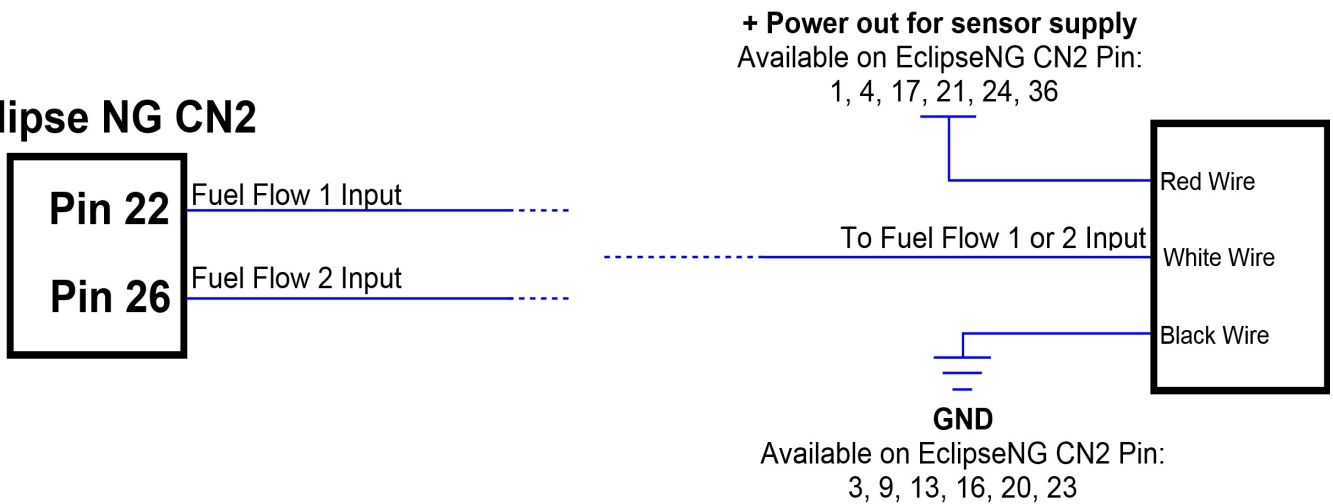 + Power out for sensor supply
Available on EclipseNG CN2 Pin:
1, 4, 17, 21, 24, 36
lipse NG CN2
Pin 22
Fuel Flow 1 Input
Pin 26
Fuel Flow 2 Input
To Fuel Flow 1 or 2 Input
Red Wire
White Wire
Black Wire
GND
Available on EclipseNG CN2 Pin:
3, 9, 13, 16, 20, 23